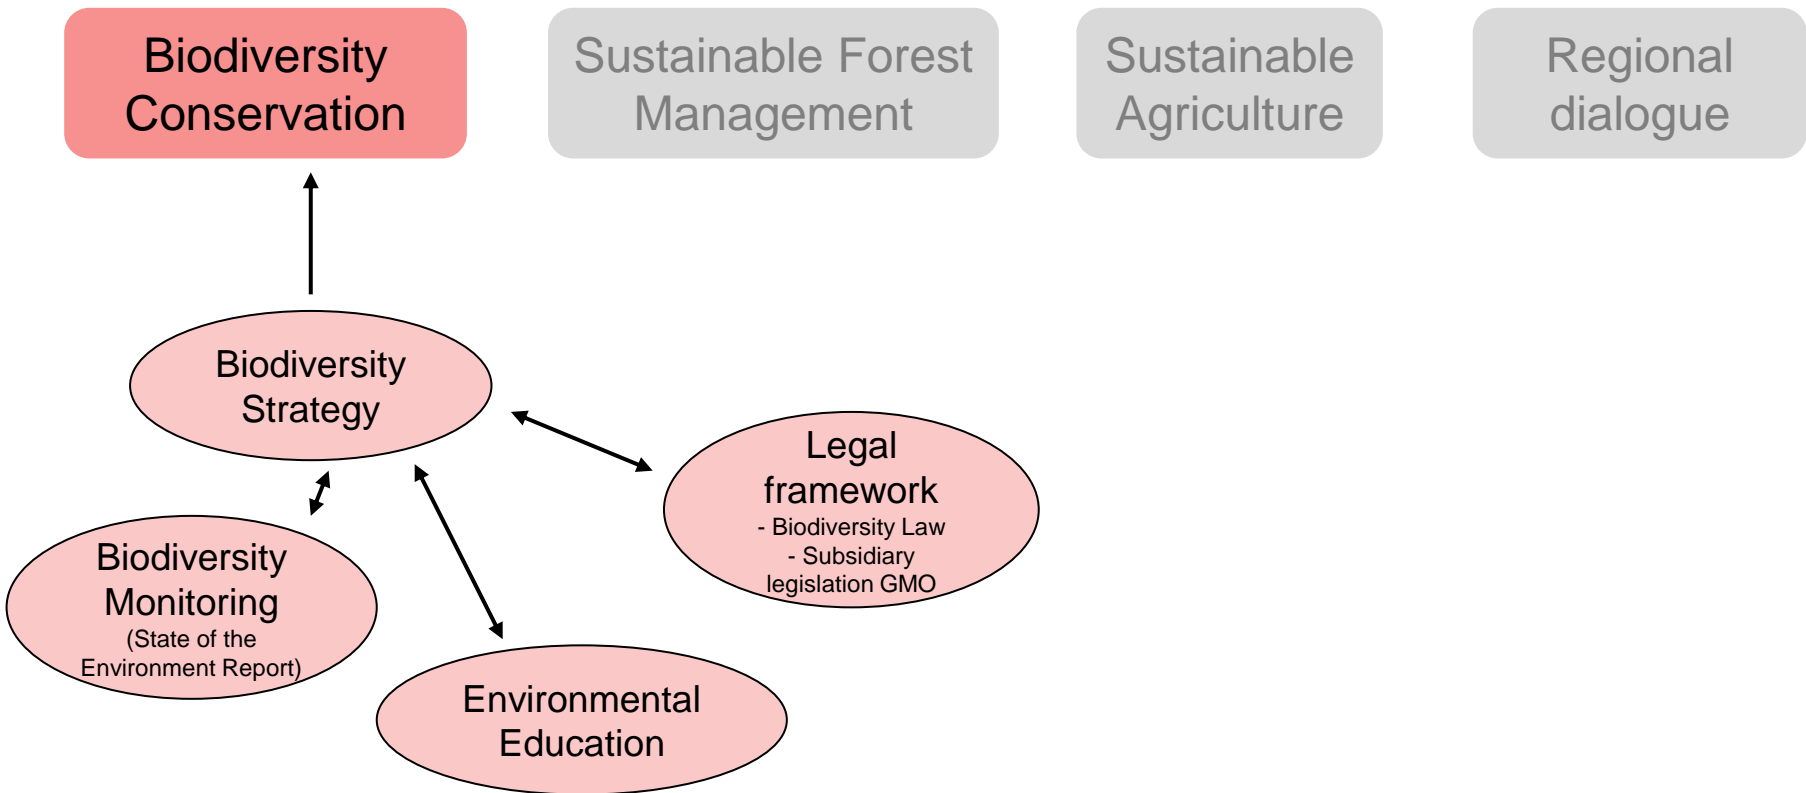 Biodiversity
Conservation
Sustainable Forest
Management
Sustainable
Agriculture
Regional
dialogue
Biodiversity
Strategy
Legal
framework
- Biodiversity Law
- Subsidiary
legislation GMO
Biodiversity
Monitoring
(State of the
Environment Report)
Environmental
Education